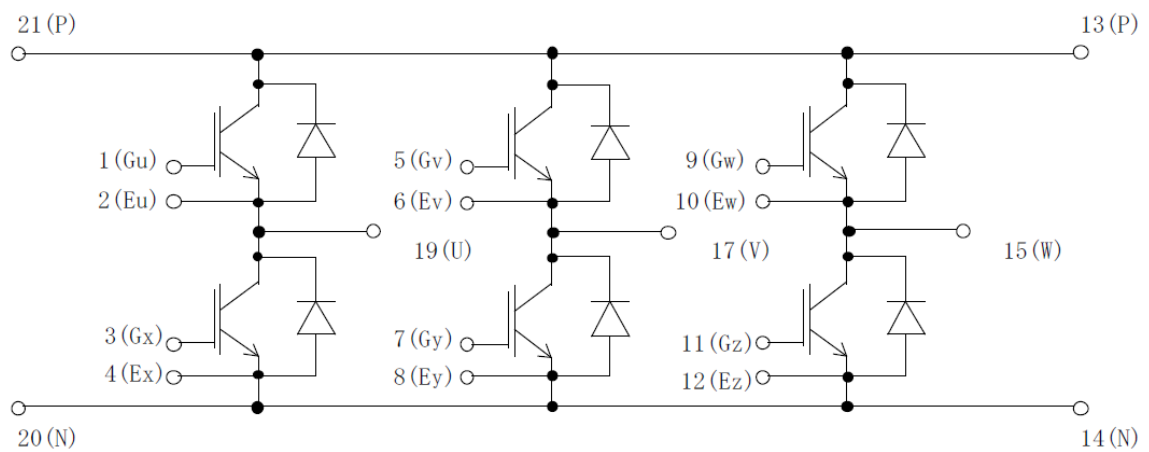 21(P)
13(P)
1(Gu)
5(Gv)
9(Gw)
2(Eu)
6(Ev)
10(Ew)
19(U)
17(V)
15(W)
3(Gx)
7(Gy)
11(Gz)
4(Ex)
8(Ey)
12(Ez)
20(N)
14(N)